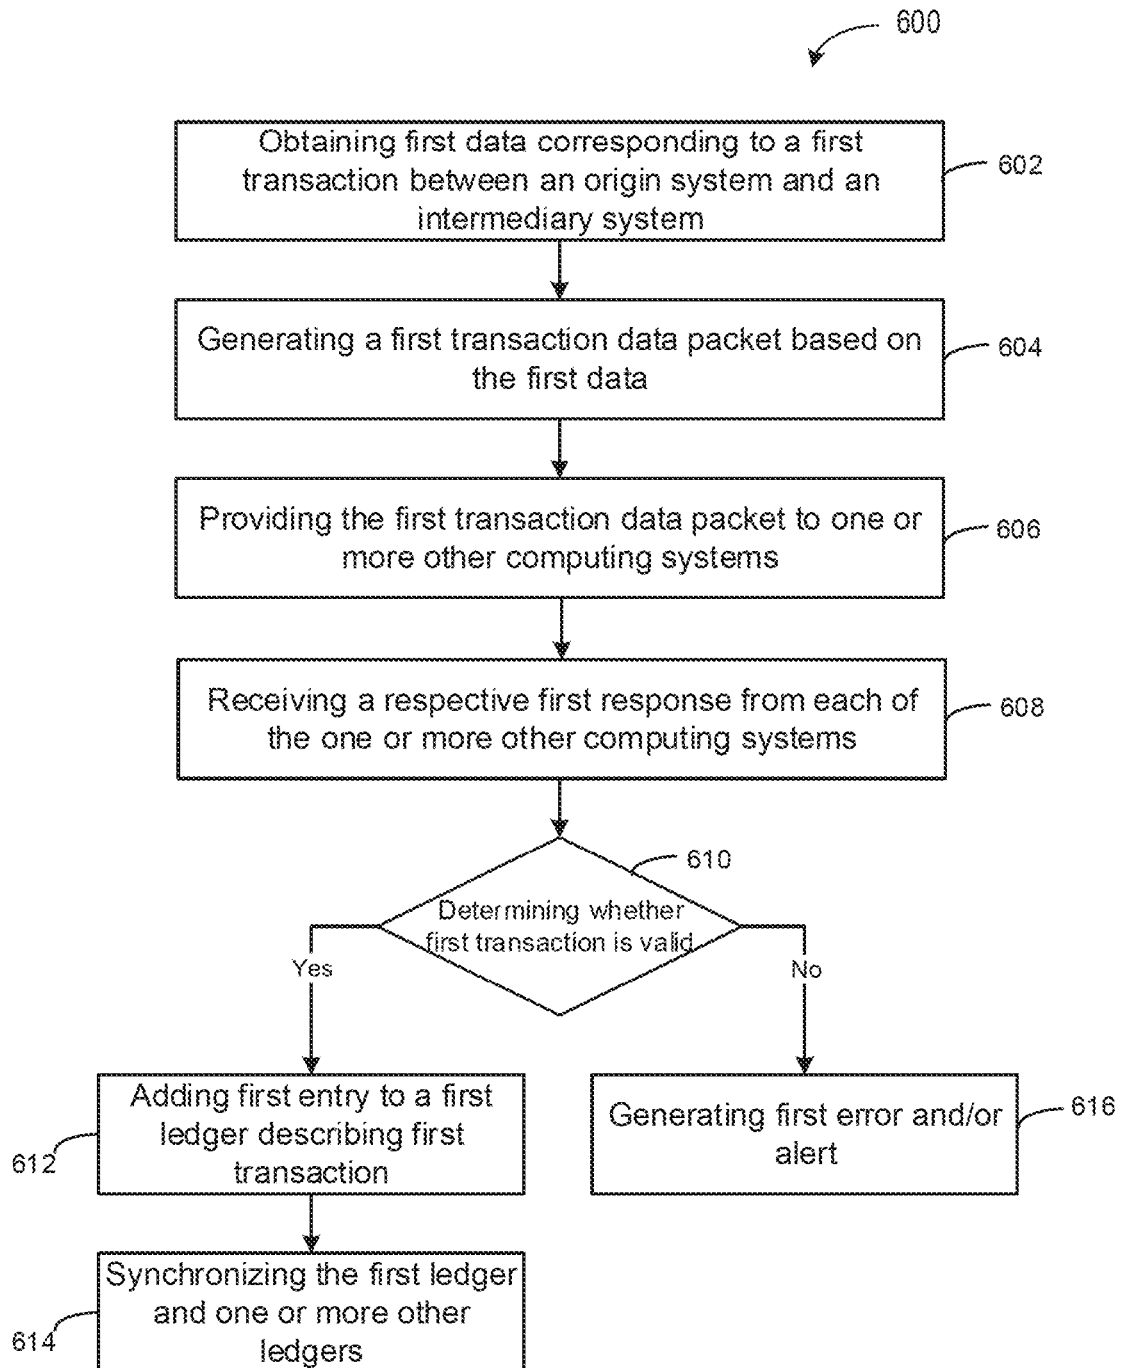 600
Obtaining first data corresponding to a first
transaction between an origin system and an
intermediary system
602
Generating a first transaction data packet based on
the first data
604
Providing the first transaction data packet to one or
more other computing systems
606
Receiving a respective first response from each of
the one or more other computing systems
608
610
Determining whether
first transaction is valid
Yes
No
Adding first entry to a first
ledger describing first
transaction
612
Generating first error and/or
alert
616
Synchronizing the first ledger
and one or more other
ledgers
614